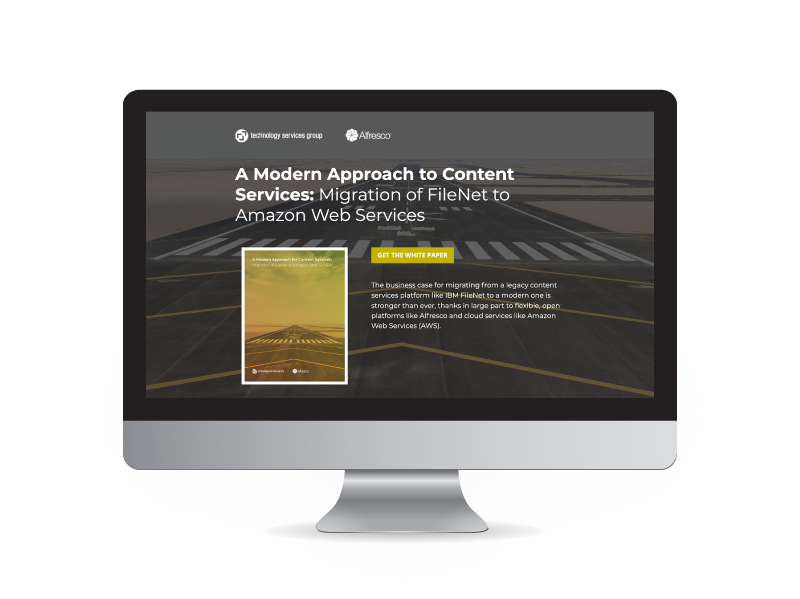 technology services group
Alfresco
A Modern Approach to Content
Services: Migration of FileNet to
Amazon Web Services
GET THE WHITE PAPER
A Modern Approach to Content Services:
The business case for migrating from a legacy content
services platform like IBM FileNet to a modern one is
stronger than ever, thanks in large part to flexible, open
platforms like Alfresco and cloud services like Amazon
Web Services (AWS).